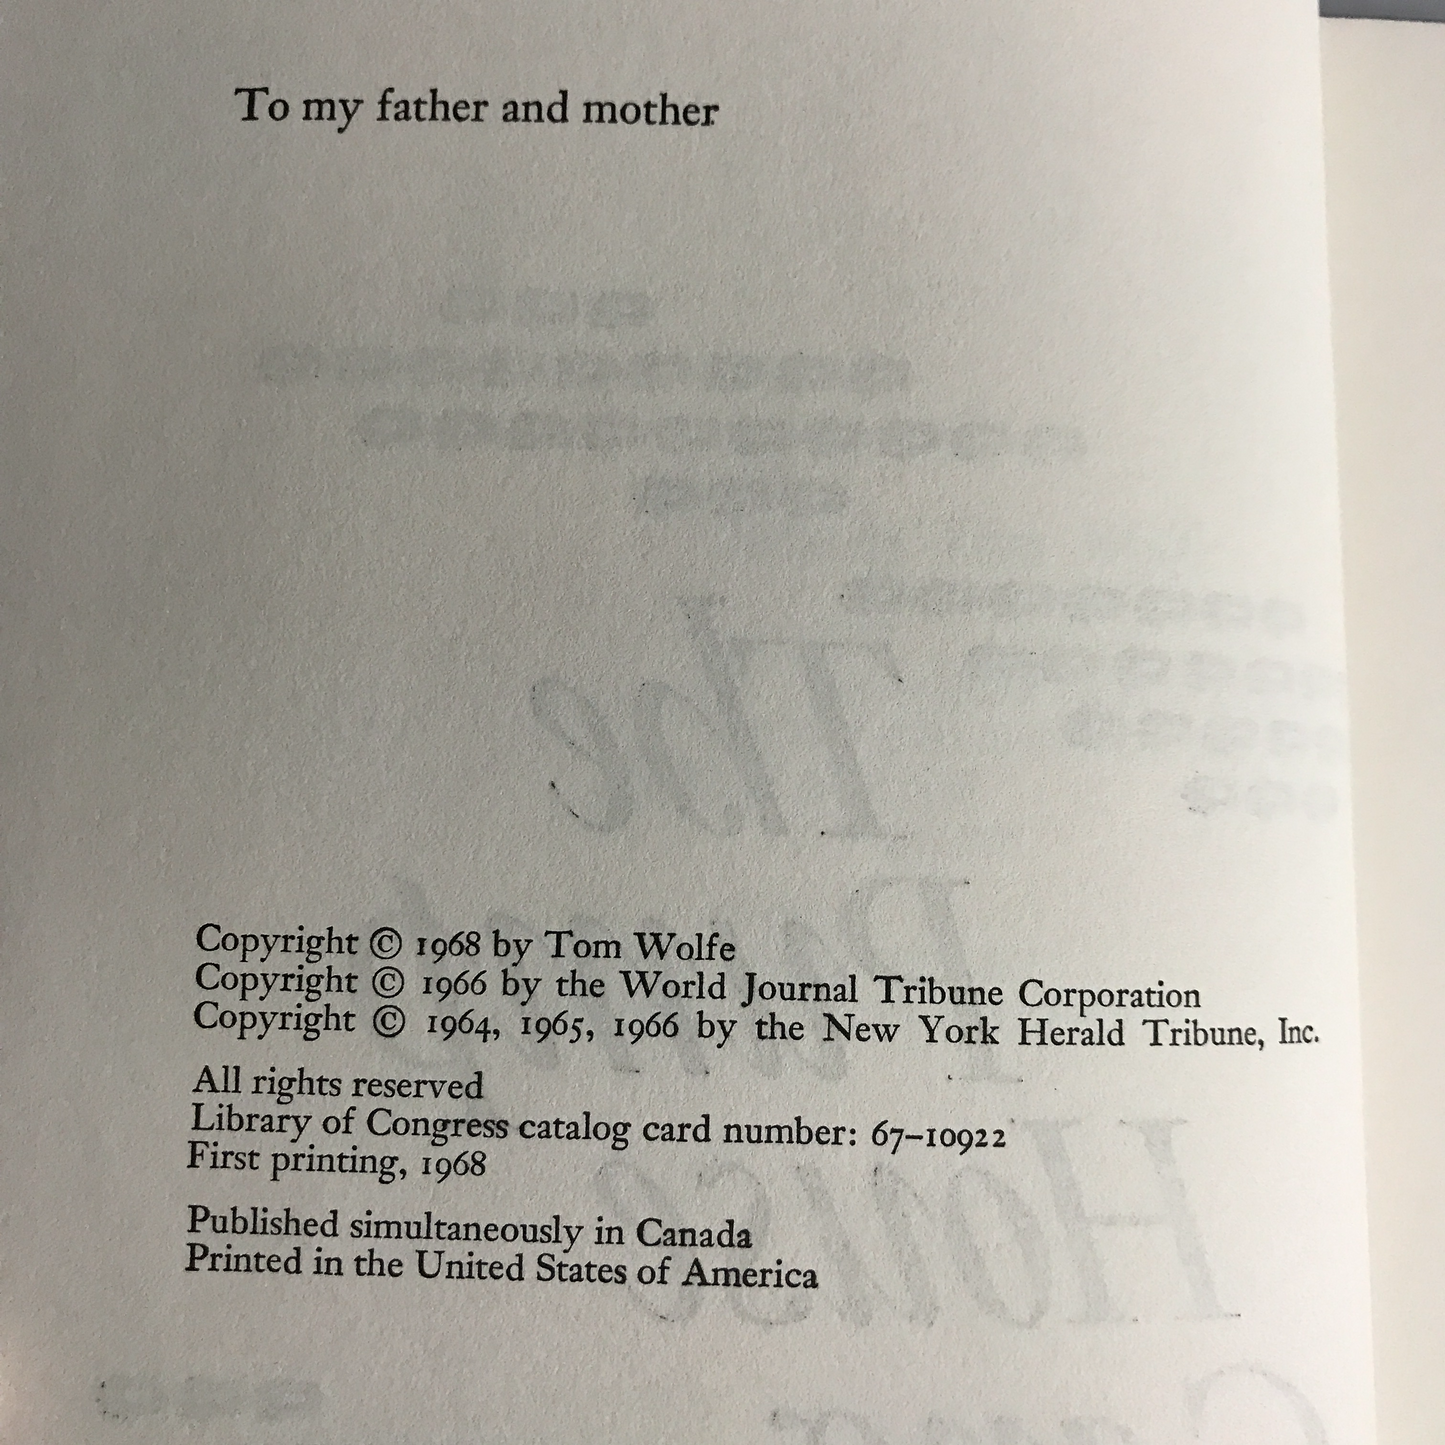 To my father and mother
Copyright © 1968 by Tom Wolfe
Copyright © 1966 by the World Journal Tribune Corporation
Copyright © 1964, 1965, 1966 by the New York Herald Tribune, Inc.
All rights reserved
Library of Congress catalog card number: 67–10922
First printing, 1968
Published simultaneously in Canada
Printed in the United States of America
The
House